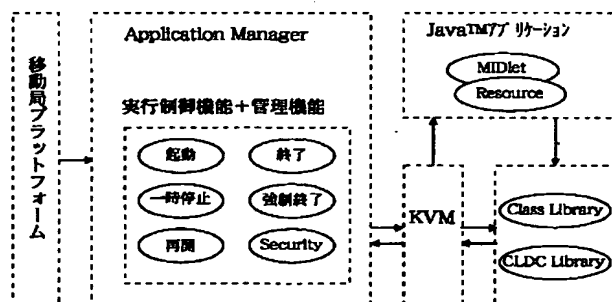 移動局プラットフォーム
Application Manager
実行制御機能＋管理機能
起動
終了
一時停止
強制終了
再開
Security
KVM
Java™アプリケーション
MIDlet
Resource
Class Library
CLDC Library